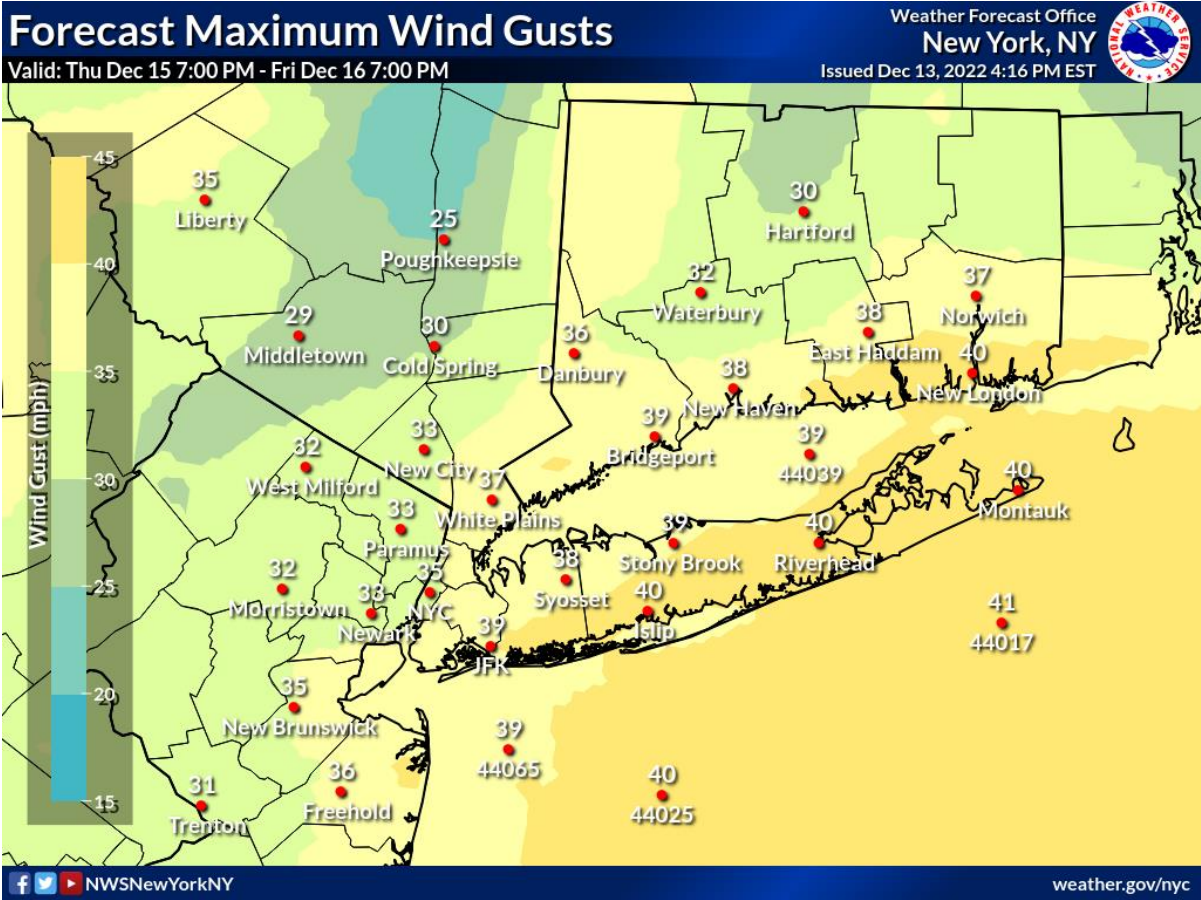 Forecast Maximum Wind Gusts
Valid: Thu Dec 15 7:00 PM - Fri Dec 16 7:00 PM
Weather Forecast Office
New York, NY
Issued Dec 13, 2022 4:16 PM EST
NATIONAL WEATHER SERVICE
45
40
35
30
25
20
15
Wind Gust (mph)
35
Liberty
25
Poughkeepsie
30
Hartford
29
Middletown
30
Cold Spring
36
Danbury
32
Waterbury
38
East Haddam
37
Norwich
40
New London
38
New Haven
39
Bridgeport
39
44039
32
West Milford
33
New City
37
White Plains
33
Paramus
40
Montauk
39
Stony Brook
40
Riverhead
32
Morristown
33
Newark
35
NYC
38
Syosset
40
Islip
39
JFK
41
44017
35
New Brunswick
39
44065
31
Trenton
36
Freehold
40
44025
NWSNewYorkNY
weather.gov/nyc